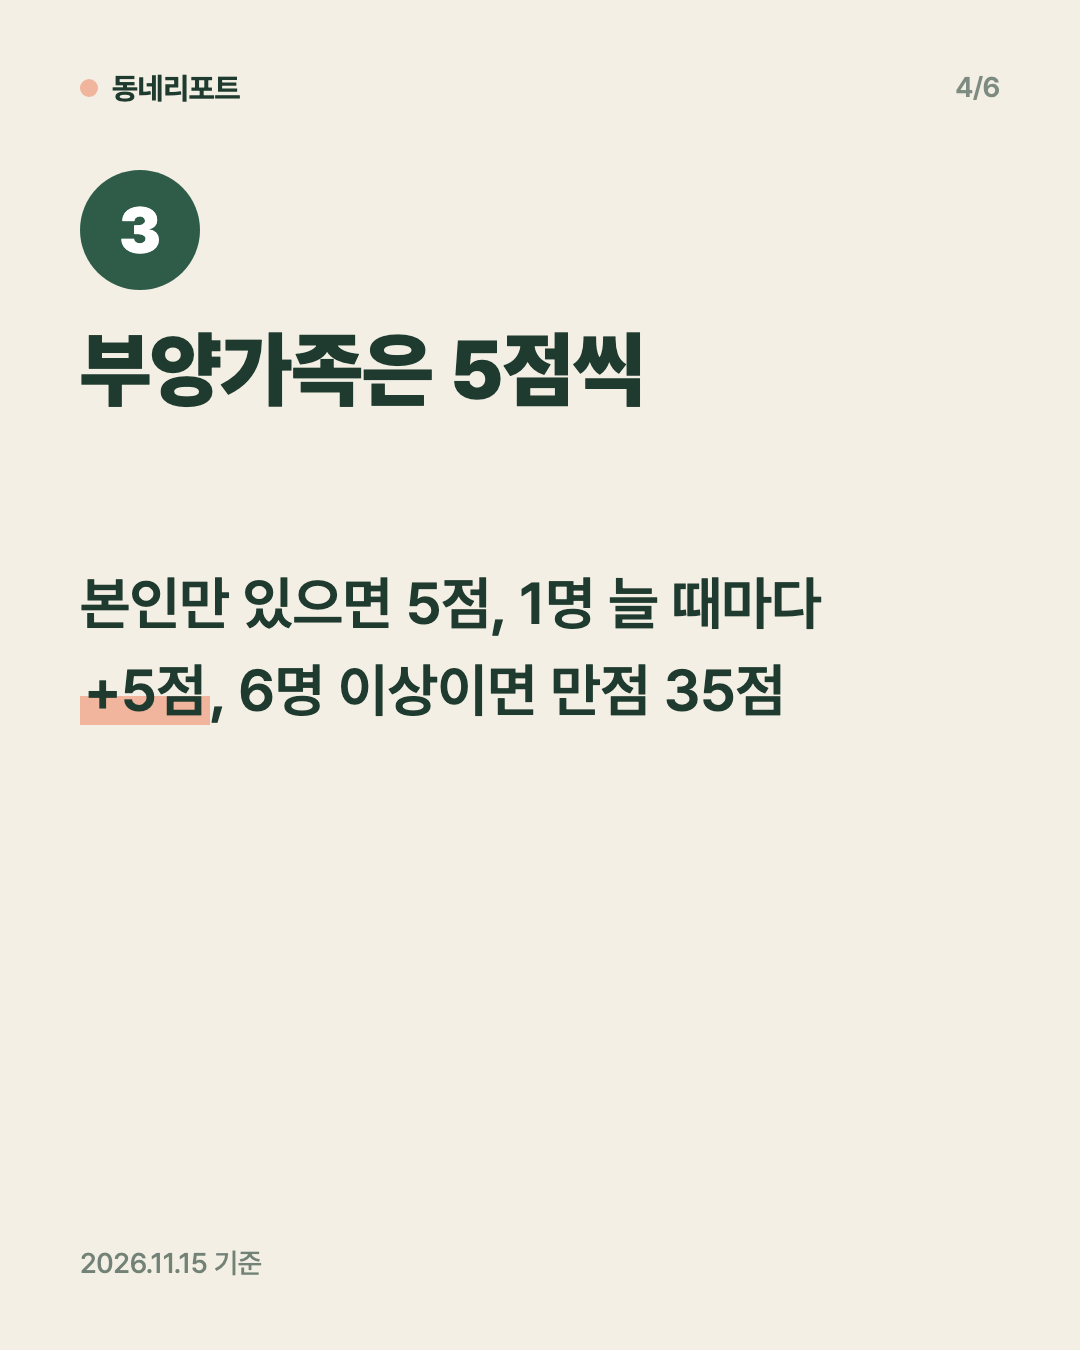 동네리포트
4/6
3
부양가족은 5점씩
본인만 있으면 5점, 1명 늘 때마다
+5점, 6명 이상이면 만점 35점
2026.11.15 기준